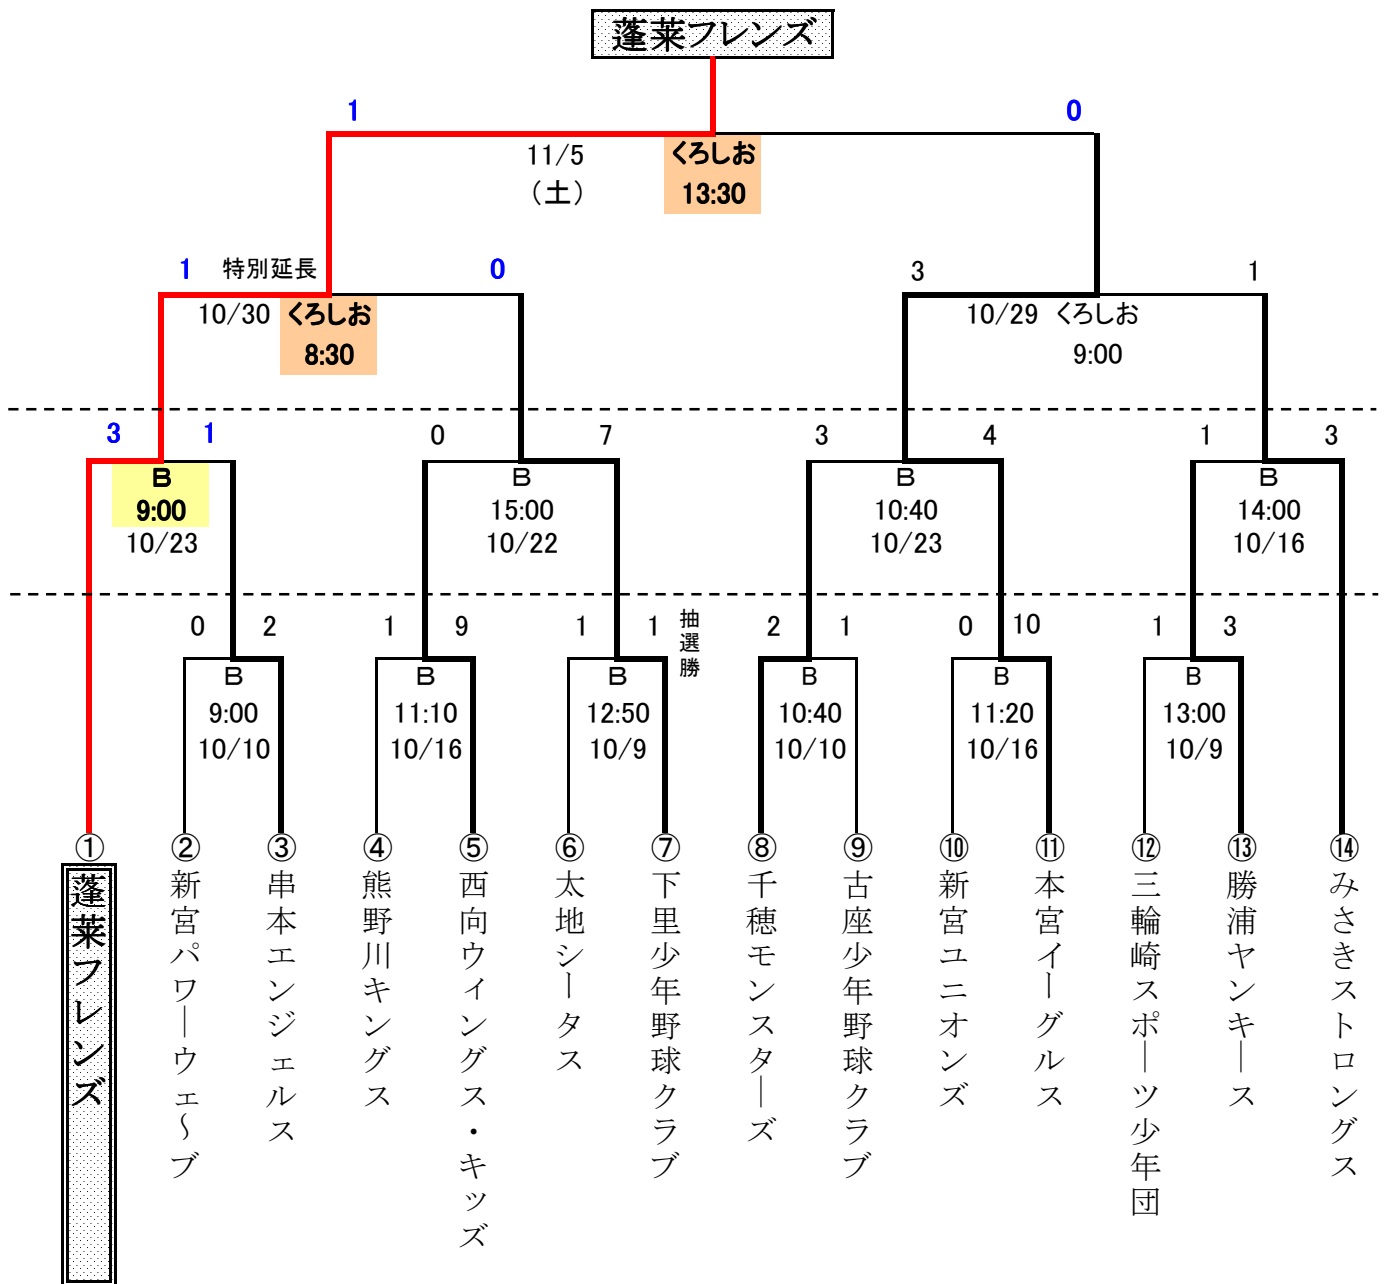 蓬莱フレンズ
1
0
11/5
(土)
くろしお
13:30
1
特別延長
0
3
1
10/30
くろしお
8:30
10/29
くろしお
9:00
3
1
0
7
3
4
1
3
B
9:00
10/23
B
15:00
10/22
B
10:40
10/23
B
14:00
10/16
0
2
1
9
1
1
抽選勝
2
1
0
10
1
3
B
9:00
10/10
B
11:10
10/16
B
12:50
10/9
B
10:40
10/10
B
11:20
10/16
B
13:00
10/9
①
蓬莱フレンズ
②
新宮パワーウェ～ブ
③
串本エンジェルス
④
熊野川キングス
⑤
西向ウィングス・キッズ
⑥
太地シータス
⑦
下里少年野球クラブ
⑧
千穂モンスターズ
⑨
古座少年野球クラブ
⑩
新宮ユニオンズ
⑪
本宮イーグルス
⑫
三輪崎スポーツ少年団
⑬
勝浦ヤンキース
⑭
みさきストロングス